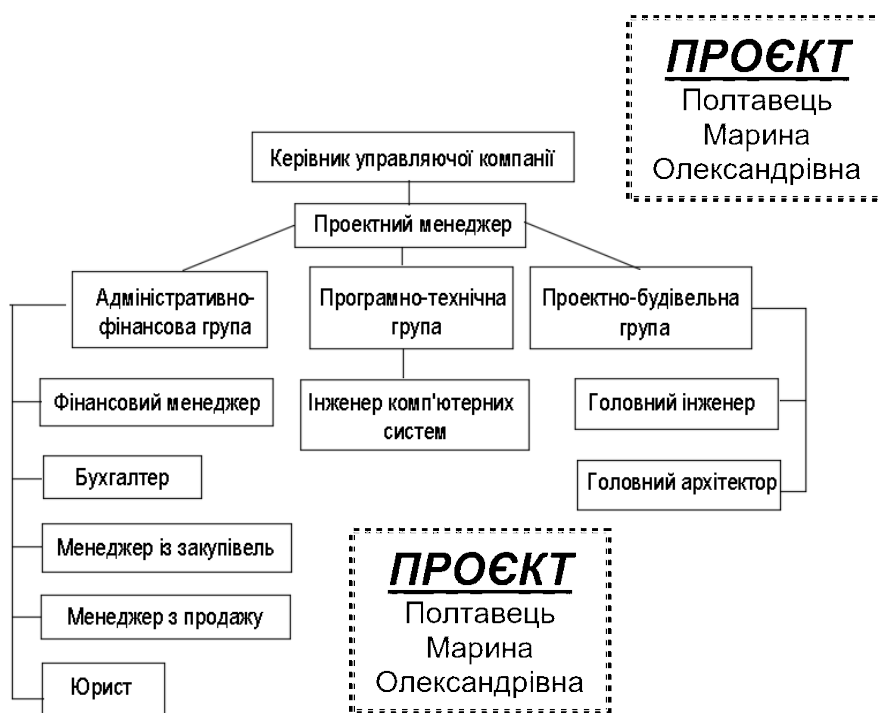 ПРОЄКТ
Полтавець
Марина
Олександрівна
Керівник управляючої компанії
Проектний менеджер
Адміністративно-
фінансова група
Програмно-технічна
група
Проектно-будівельна
група
Фінансовий менеджер
Інженер комп'ютерних
систем
Головний інженер
Бухгалтер
Головний архітектор
Менеджер із закупівель
Менеджер з продажу
Юрист
ПРОЄКТ
Полтавець
Марина
Олександрівна